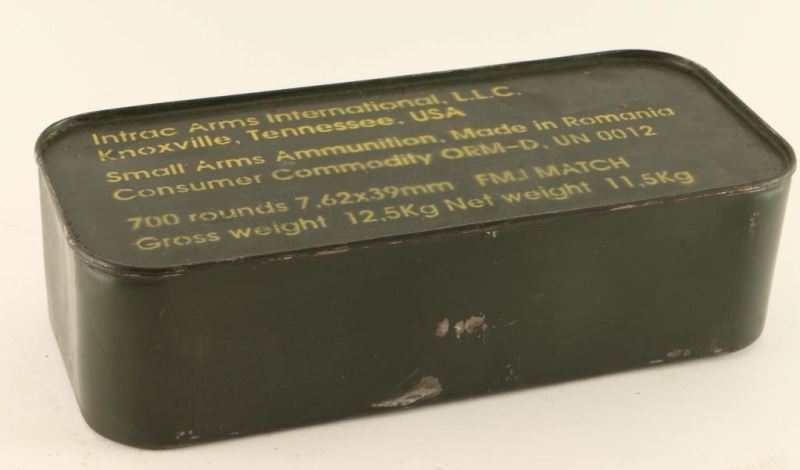 Intrac Arms International, L.L.C.
Knoxville, Tennessee, USA
Small Arms Ammunition, Made in Romania
Consumer Commodity ORM-D, UN 0012
700 rounds 7,62x39mm FMJ MATCH
Gross weight 12.5Kg Net weight 11,5Kg